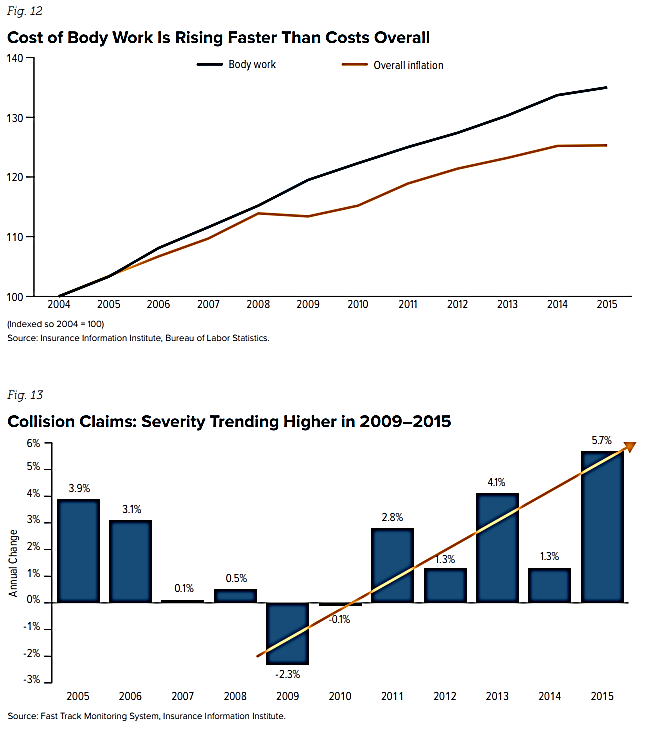 Fig. 12
Cost of Body Work Is Rising Faster Than Costs Overall
Body work
Overall inflation
140
130
120
110
100
2004 2005 2006 2007 2008 2009 2010 2011 2012 2013 2014 2015
(Indexed so 2004 = 100)
Source: Insurance Information Institute, Bureau of Labor Statistics.
Fig. 13
Collision Claims: Severity Trending Higher in 2009–2015
Annual Change
6%
5%
4%
3%
2%
1%
0%
-1%
-2%
-3%
3.9%
3.1%
0.1%
0.5%
-2.3%
-0.1%
2.8%
1.3%
4.1%
1.3%
5.7%
2005 2006 2007 2008 2009 2010 2011 2012 2013 2014 2015
Source: Fast Track Monitoring System, Insurance Information Institute.